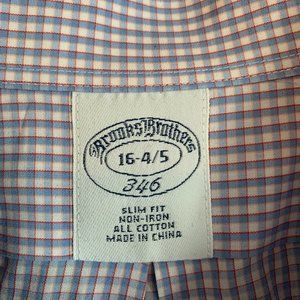 Brooks Brothers
16-4/5
346
SLIM FIT
NON-IRON
ALL COTTON
MADE IN CHINA